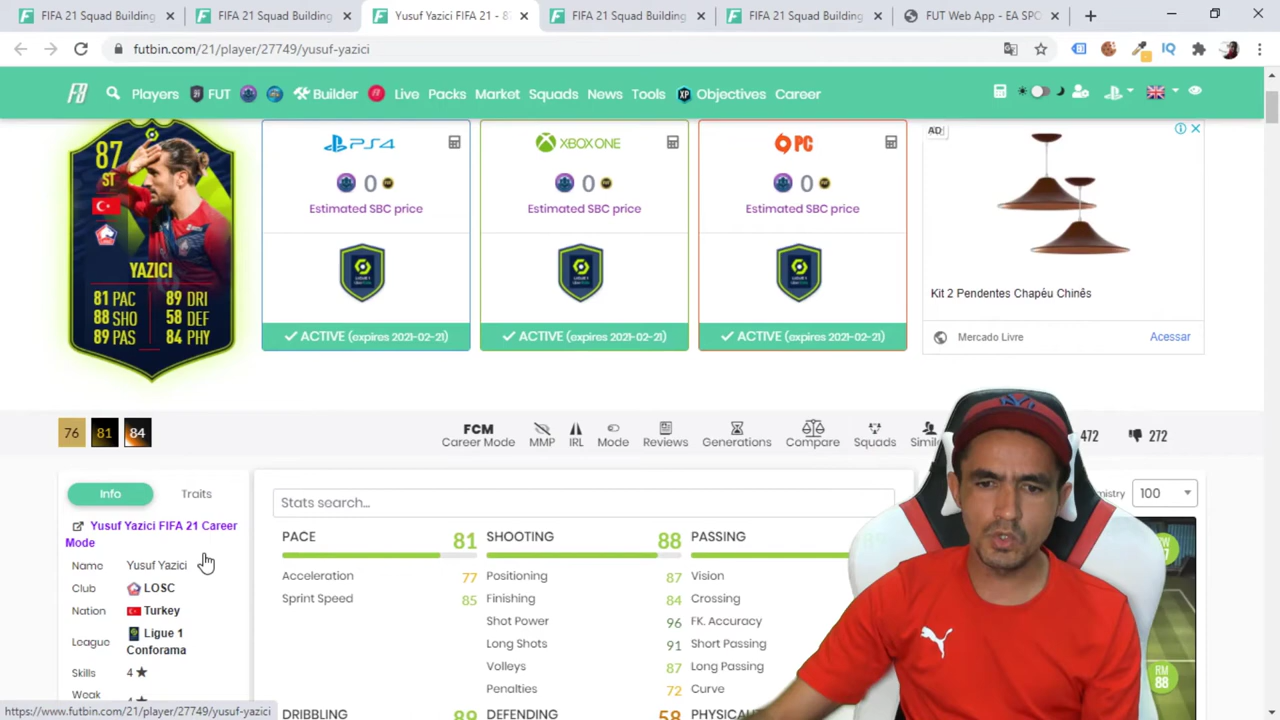 FIFA 21 Squad Building
FIFA 21 Squad Building
Yusuf Yazici FIFA 21 - 8
FIFA 21 Squad Building
FIFA 21 Squad Building
FUT Web App - EA SPO
futbin.com/21/player/27749/yusuf-yazici
IQ
Players
FUT
Builder
Live
Packs
Market
Squads
News
Tools
XP
Objectives
Career
87
ST
YAZICI
81 PAC
88 SHO
89 PAS
89 DRI
58 DEF
84 PHY
PS4
0
Estimated SBC price
ACTIVE (expires 2021-02-21)
XBOX ONE
0
Estimated SBC price
ACTIVE (expires 2021-02-21)
PC
0
Estimated SBC price
ACTIVE (expires 2021-02-21)
AD
Kit 2 Pendentes Chapéu Chinês
Mercado Livre
Acessar
76
81
84
FCM
Career Mode
MMP
IRL
Mode
Reviews
Generations
Compare
Squads
472
272
Info
Traits
Yusuf Yazici FIFA 21 Career
Mode
Name Yusuf Yazici
Club LOSC
Nation Turkey
League Ligue 1
Conforama
Skills 4
Weak
Stats search...
100
PACE 81
Acceleration 77
Sprint Speed 85
SHOOTING 88
Positioning 87
Finishing 84
Shot Power 96
Long Shots 91
Volleys 87
Penalties 72
PASSING
Vision
Crossing
FK. Accuracy
Short Passing
Long Passing
Curve
RM
88
DRIBBLING 89
DEFENDING 58
https://www.futbin.com/21/player/27749/yusuf-yazici